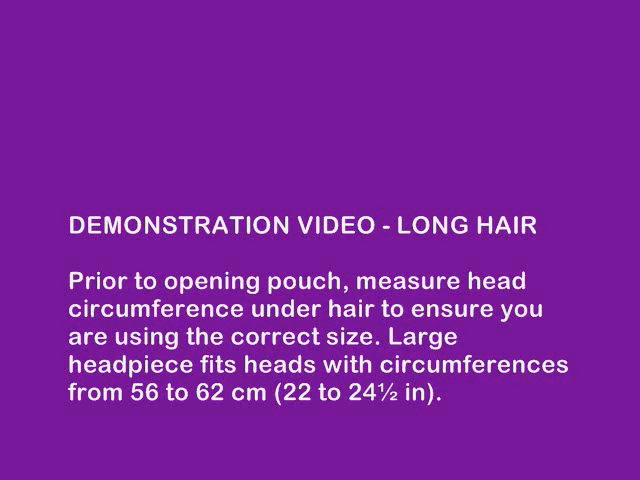 DEMONSTRATION VIDEO - LONG HAIR
Prior to opening pouch, measure head
circumference under hair to ensure you
are using the correct size. Large
headpiece fits heads with circumferences
from 56 to 62 cm (22 to 24½ in).